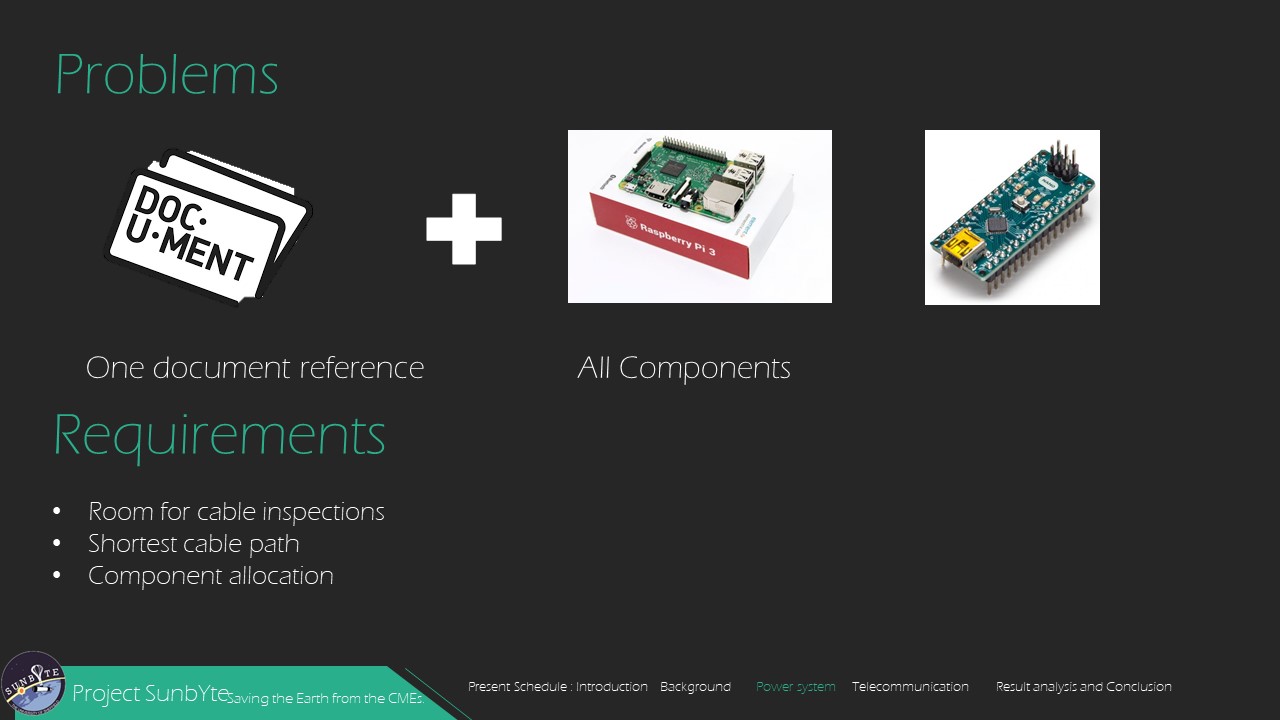 Problems
DOC•
U•MENT
Raspberry Pi 3
One document reference
All Components
Requirements
• Room for cable inspections
• Shortest cable path
• Component allocation
SUNBYTE
Project SunbYte
Saving the Earth from the CMEs.
Present Schedule : Introduction Background Power system Telecommunication Result analysis and Conclusion